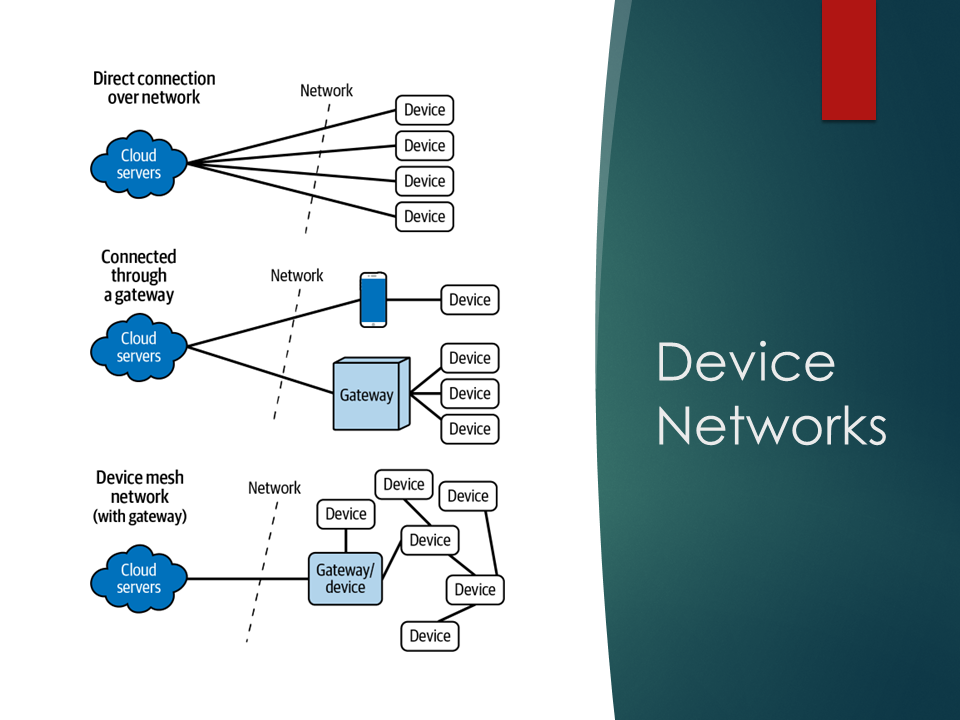 Direct connection
over network
Network
Cloud
servers
Device
Device
Device
Device
Connected
through
a gateway
Network
Cloud
servers
Device
Gateway
Device
Device
Device
Device mesh
network
(with gateway)
Network
Cloud
servers
Gateway/
device
Device
Device
Device
Device
Device
Device
Device
Networks